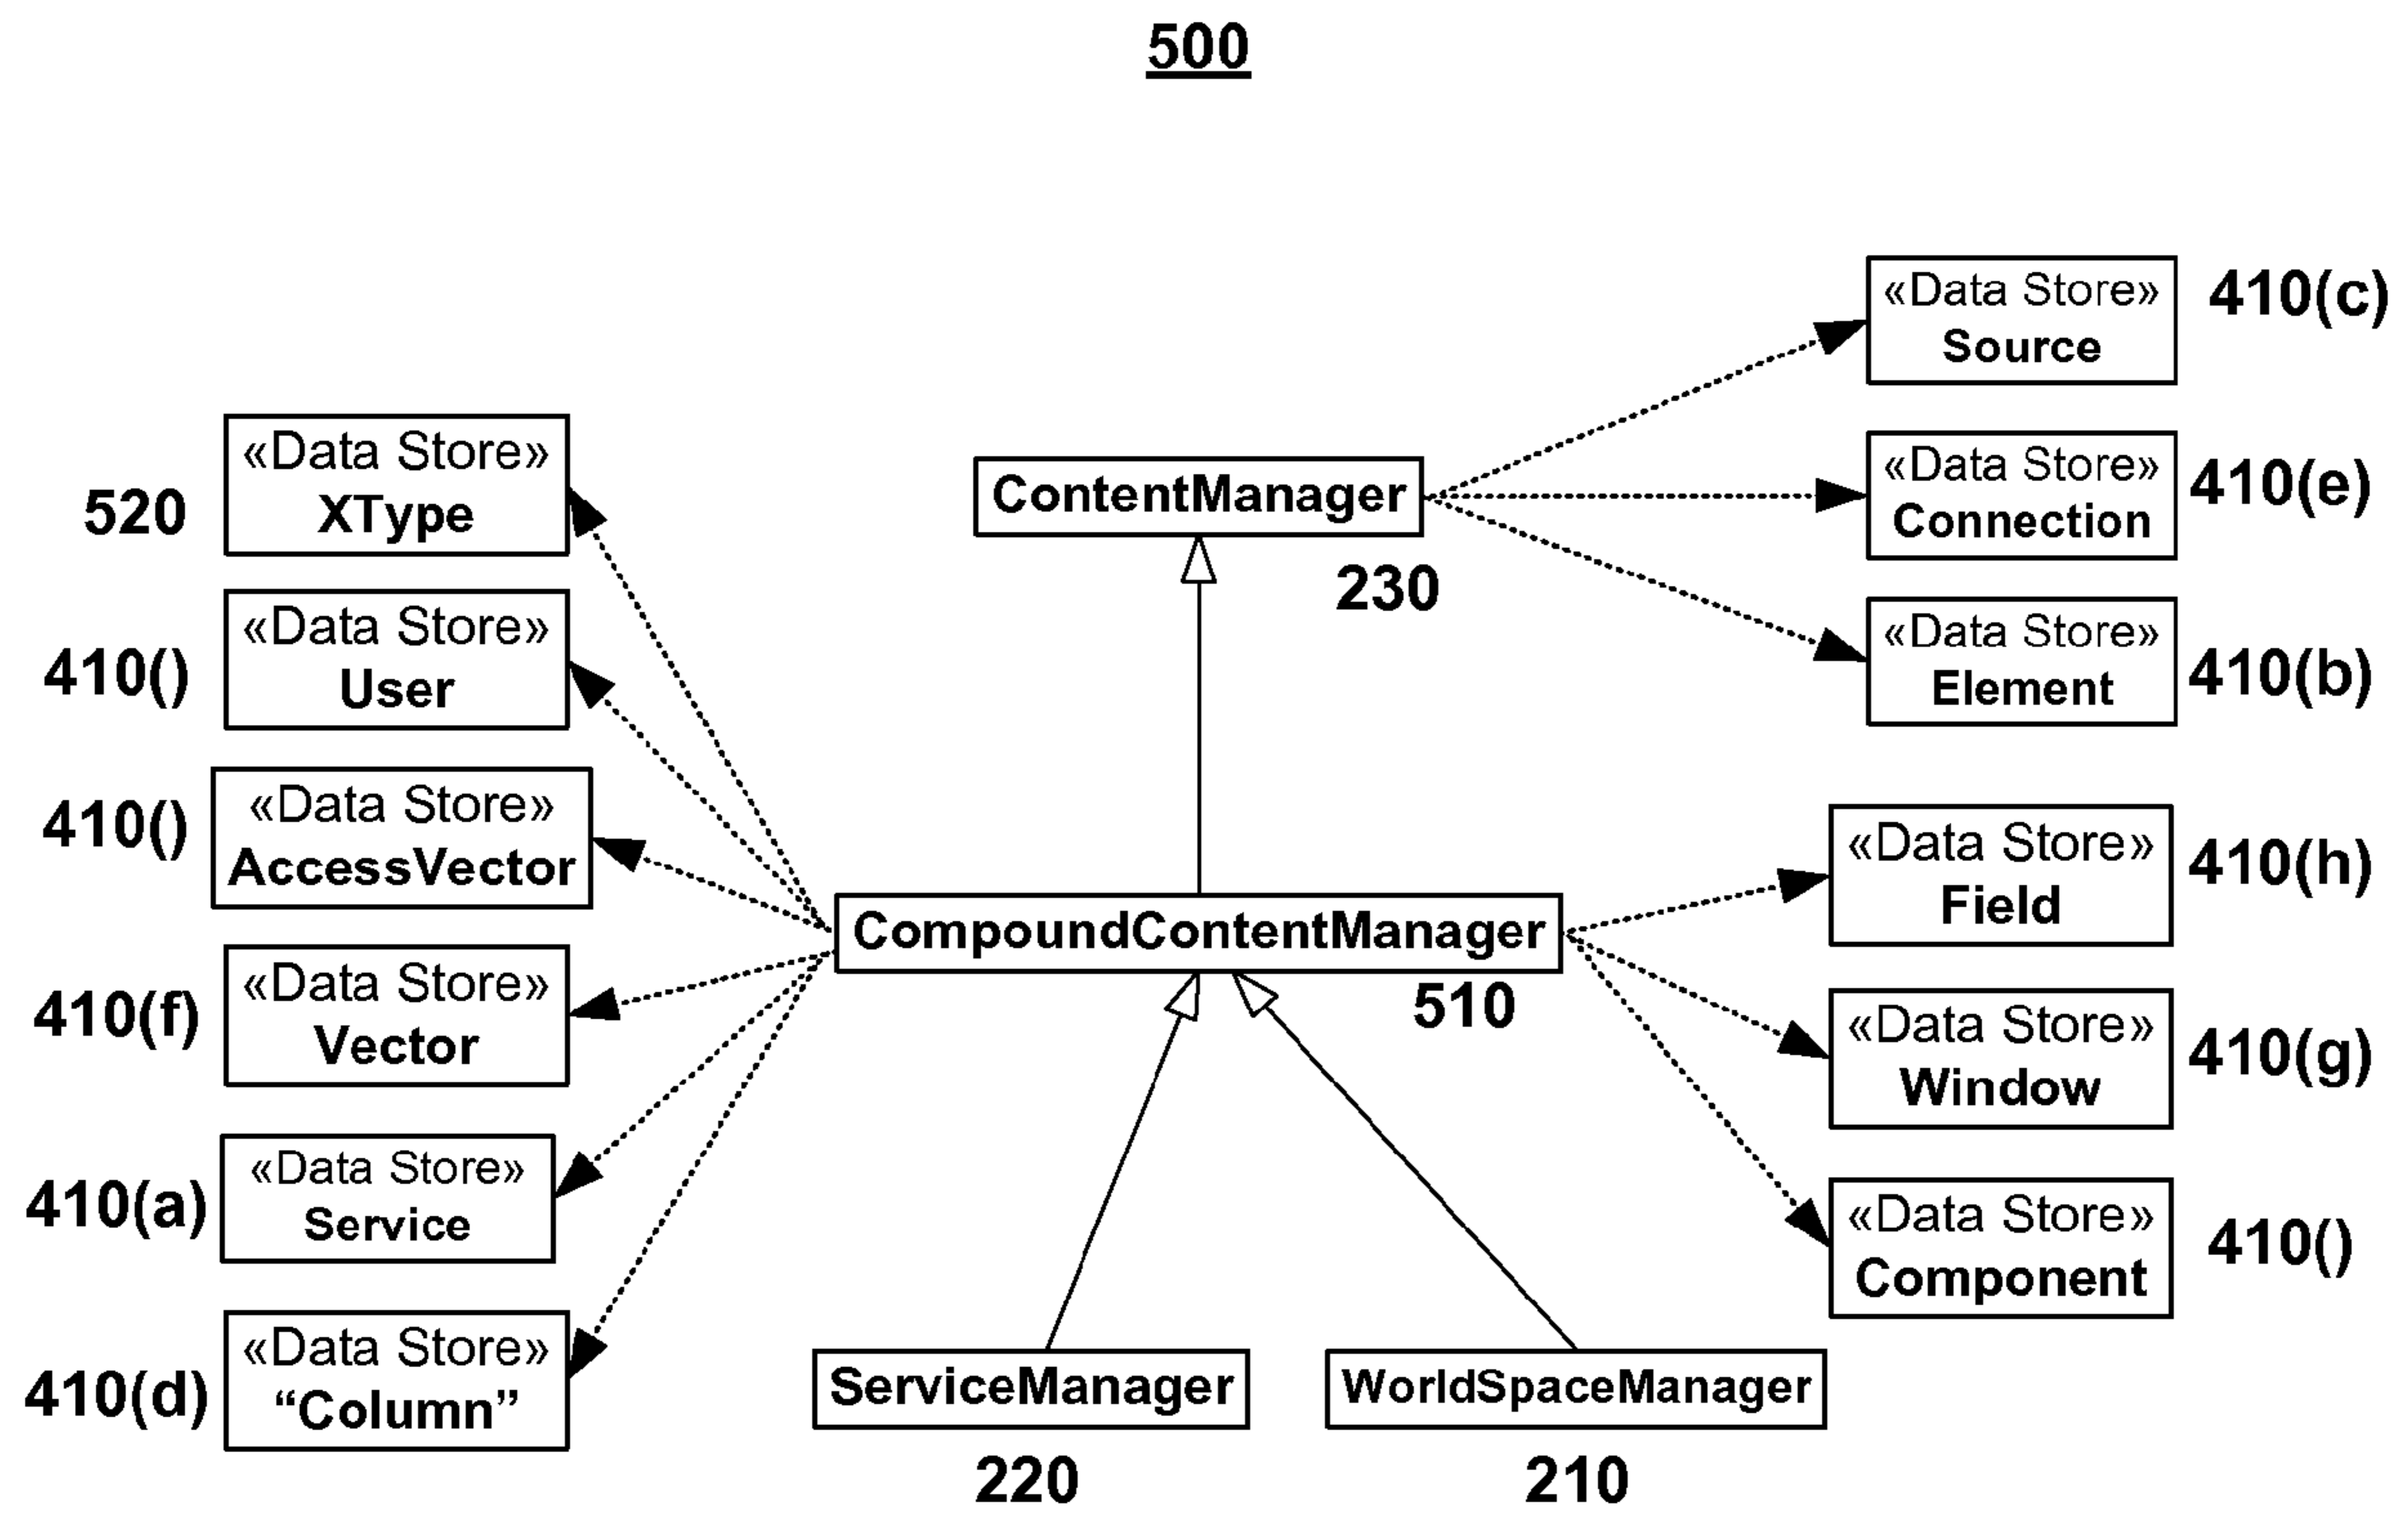 500
«Data Store»
Source
410(c)
«Data Store»
XType
520
ContentManager
230
«Data Store»
Connection
410(e)
«Data Store»
User
410()
«Data Store»
Element
410(b)
«Data Store»
AccessVector
410()
«Data Store»
Field
410(h)
CompoundContentManager
510
«Data Store»
Vector
410(f)
«Data Store»
Window
410(g)
«Data Store»
Service
410(a)
«Data Store»
Component
410()
«Data Store»
“Column”
410(d)
ServiceManager
220
WorldSpaceManager
210